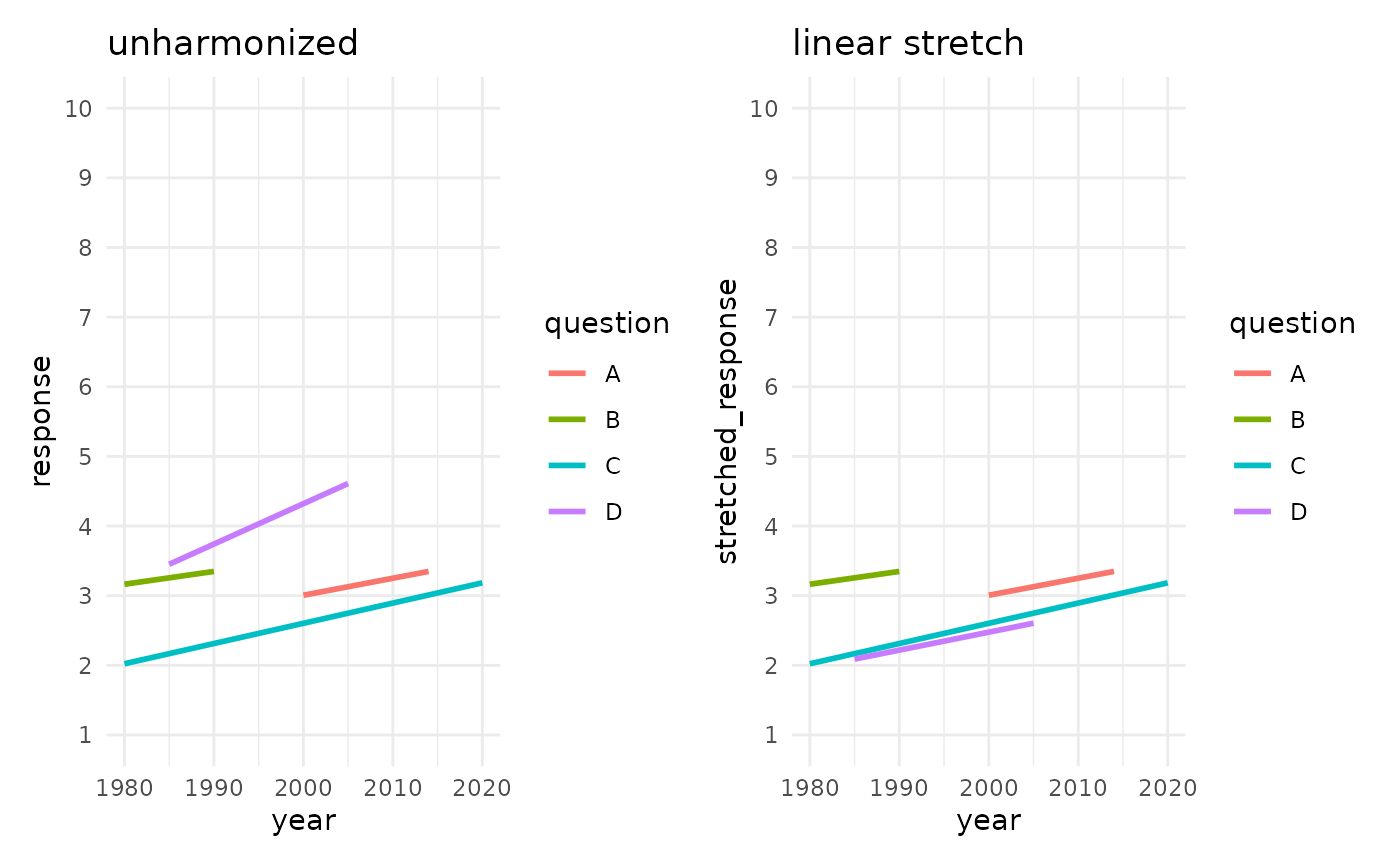 unharmonized
10
9
8
7
6
5
4
3
2
1
response
1980 1990 2000 2010 2020
year
question
A
B
C
D
linear stretch
10
9
8
7
6
5
4
3
2
1
stretched_response
1980 1990 2000 2010 2020
year
question
A
B
C
D